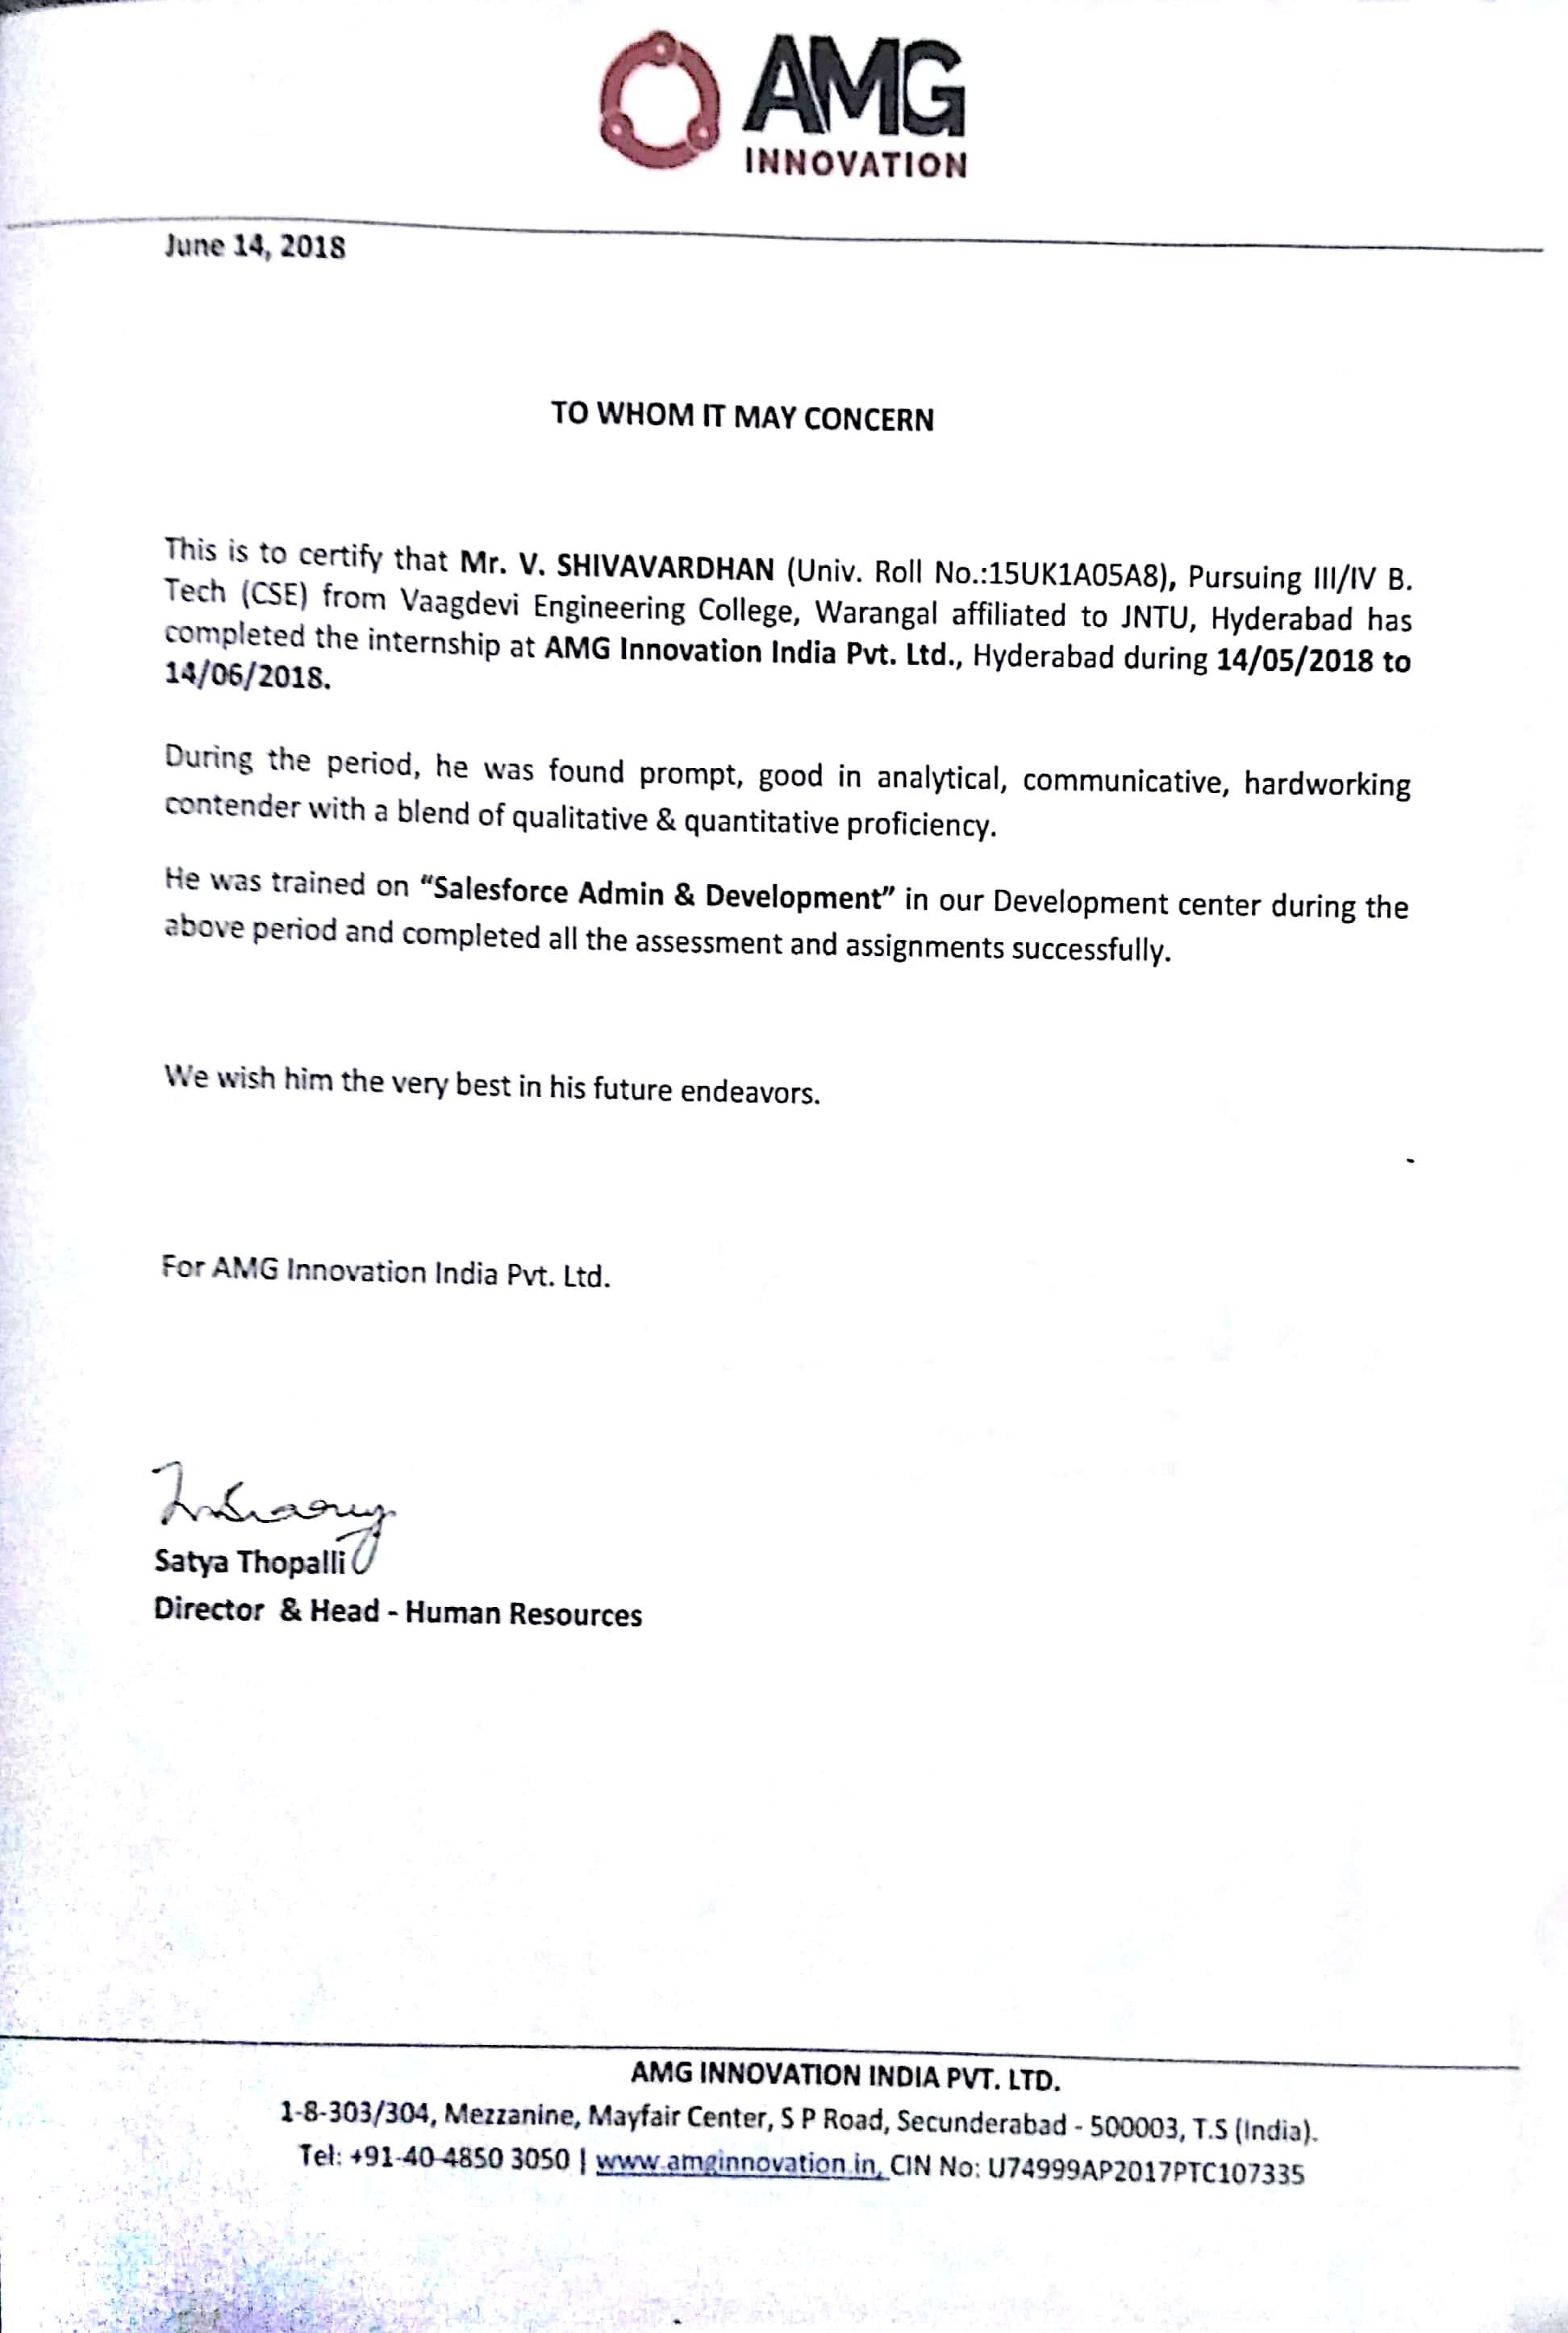 AMG
INNOVATION
June 14, 2018
TO WHOM IT MAY CONCERN
This is to certify that Mr. V. SHIVAVARDHAN (Univ. Roll No.:15UK1A05A8), Pursuing III/IV B.
Tech (CSE) from Vaagdevi Engineering College, Warangal affiliated to JNTU, Hyderabad has
completed the internship at AMG Innovation India Pvt. Ltd., Hyderabad during 14/05/2018 to
14/06/2018.
During the period, he was found prompt, good in analytical, communicative, hardworking
contender with a blend of qualitative & quantitative proficiency.
He was trained on “Salesforce Admin & Development” in our Development center during the
above period and completed all the assessment and assignments successfully.
We wish him the very best in his future endeavors.
For AMG Innovation India Pvt. Ltd.
Satya Thopalli
Director & Head - Human Resources
AMG INNOVATION INDIA PVT. LTD.
1-8-303/304, Mezzanine, Mayfair Center, S P Road, Secunderabad - 500003, T.S (India).
Tel: +91-40-4850 3050 | www.amginnovation.in, CIN No: U74999AP2017PTC107335